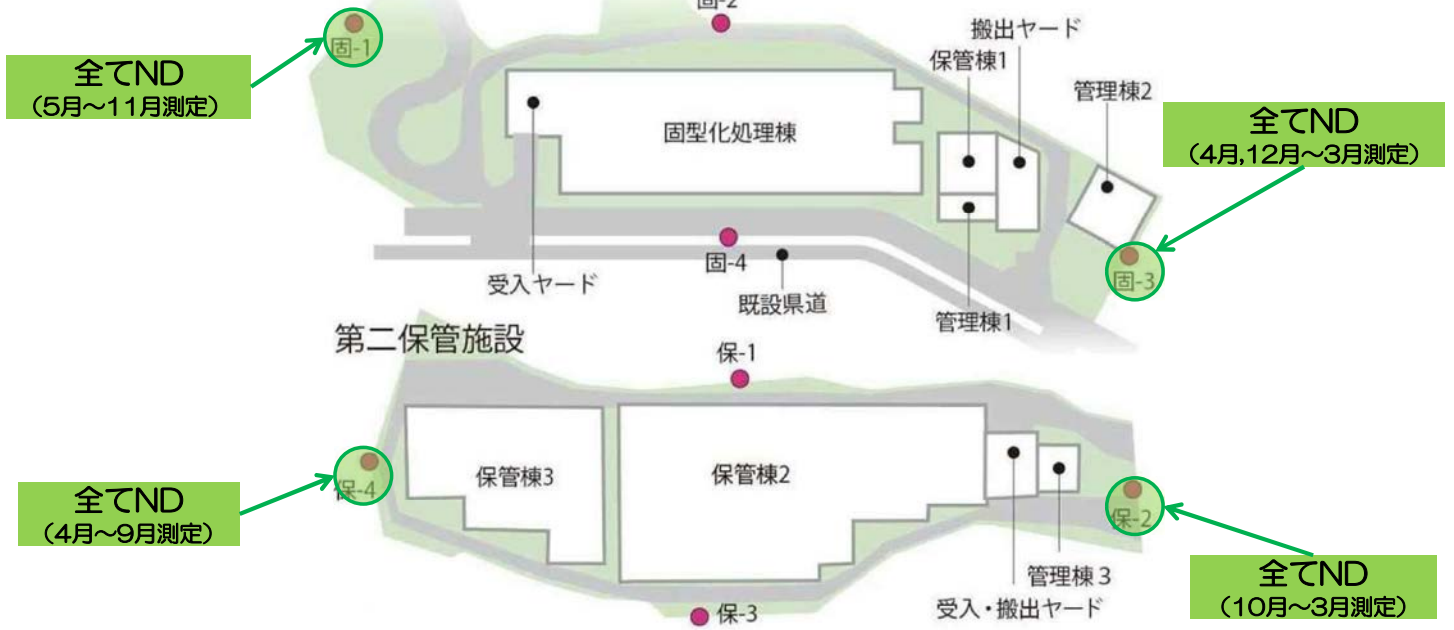 固-2
固-1
全てND
(5月～11月測定)
搬出ヤード
保管棟1
管理棟2
固型化処理棟
全てND
(4月,12月～3月測定)
固-4
固-3
受入ヤード
既設県道
管理棟1
第二保管施設
保-1
保管棟3
保管棟2
保-4
全てND
(4月～9月測定)
保-2
管理棟3
受入・搬出ヤード
全てND
(10月～3月測定)
保-3